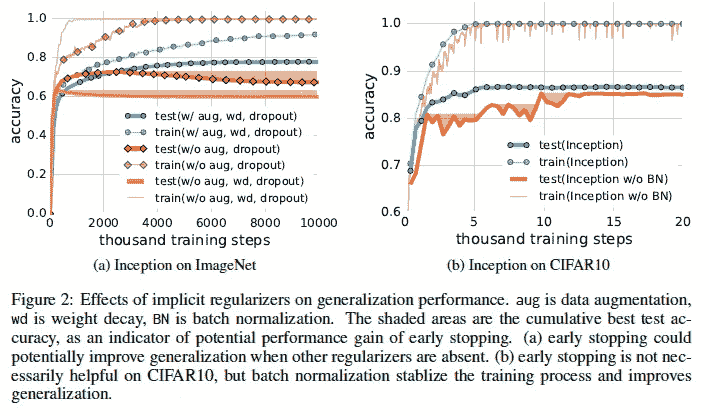 1.0
0.8
0.6
0.4
0.2
0.0
accuracy
test(w/ aug, wd, dropout)
train(w/ aug, wd, dropout)
test(w/o aug, dropout)
train(w/o aug, dropout)
test(w/o aug, wd, dropout)
train(w/o aug, wd, dropout)
0 2000 4000 6000 8000 10000
thousand training steps
(a) Inception on ImageNet
1.0
0.9
0.8
0.7
0.6
accuracy
test(Inception)
train(Inception)
test(Inception w/o BN)
train(Inception w/o BN)
0 5 10 15 20
thousand training steps
(b) Inception on CIFAR10
Figure 2: Effects of implicit regularizers on generalization performance. aug is data augmentation,
wd is weight decay, BN is batch normalization. The shaded areas are the cumulative best test ac-
curacy, as an indicator of potential performance gain of early stopping. (a) early stopping could
potentially improve generalization when other regularizers are absent. (b) early stopping is not nec-
essarily helpful on CIFAR10, but batch normalization stablize the training process and improves
generalization.